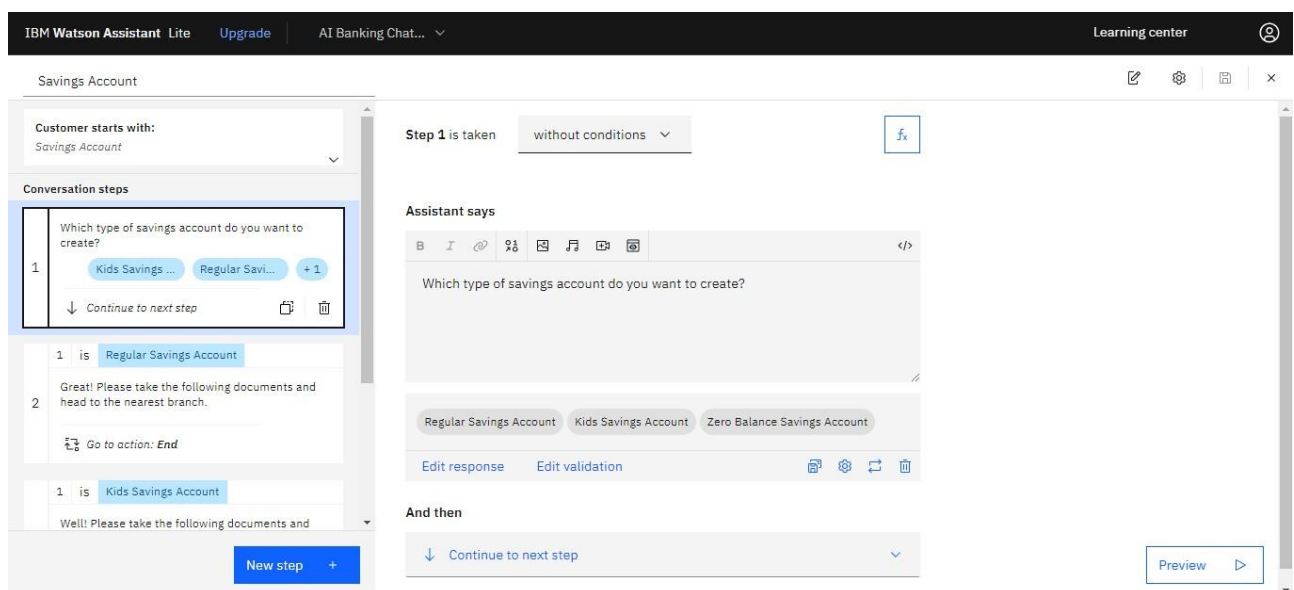 IBM Watson Assistant Lite Upgrade AI Banking Chat... Learning center
Savings Account
Customer starts with:
Savings Account
Conversation steps
1
Which type of savings account do you want to
create?
Kids Savings ... Regular Savi... + 1
Continue to next step
1 is Regular Savings Account
2
Great! Please take the following documents and
head to the nearest branch.
Go to action: End
1 is Kids Savings Account
Well! Please take the following documents and
New step +
Step 1 is taken without conditions fx
Assistant says
B I </>
Which type of savings account do you want to create?
Regular Savings Account Kids Savings Account Zero Balance Savings Account
Edit response Edit validation
And then
Continue to next step
Preview